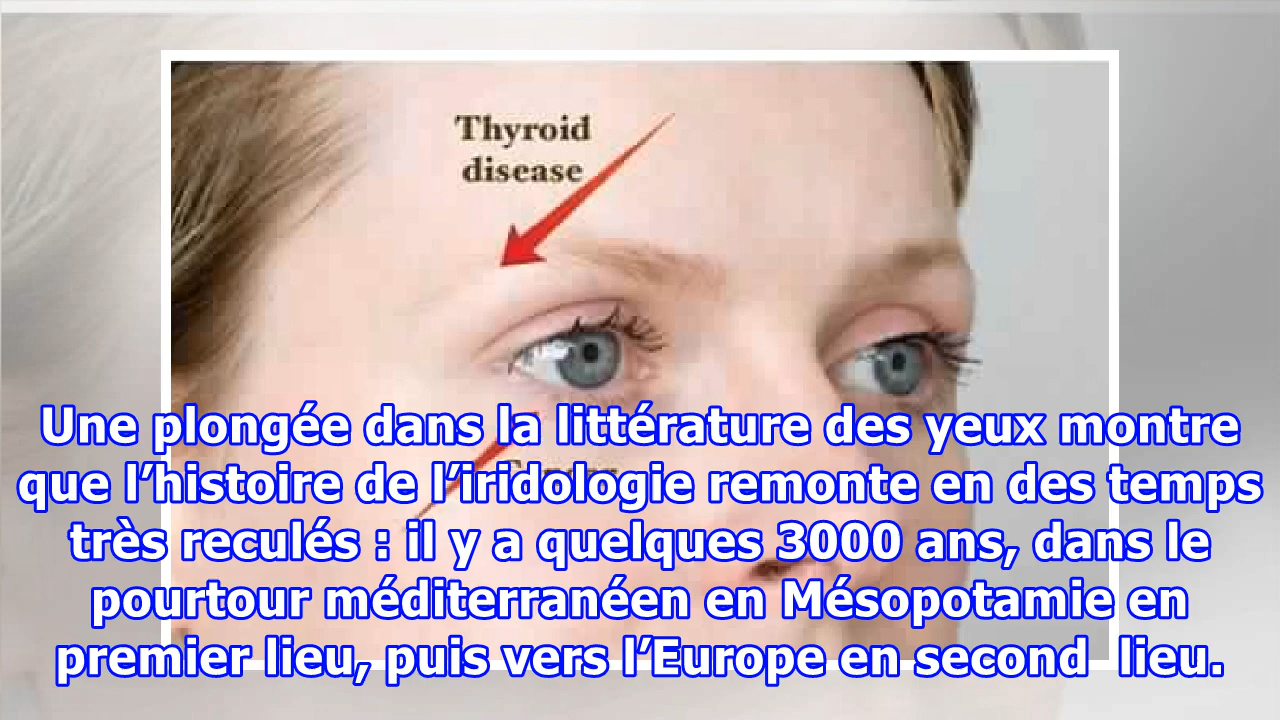 Thyroid
disease
Une plongée dans la littérature des yeux montre
que l’histoire de l’iridologie remonte en des temps
très reculés : il y a quelques 3000 ans, dans le
pourtour méditerranéen en Mésopotamie en
premier lieu, puis vers l’Europe en second  lieu.